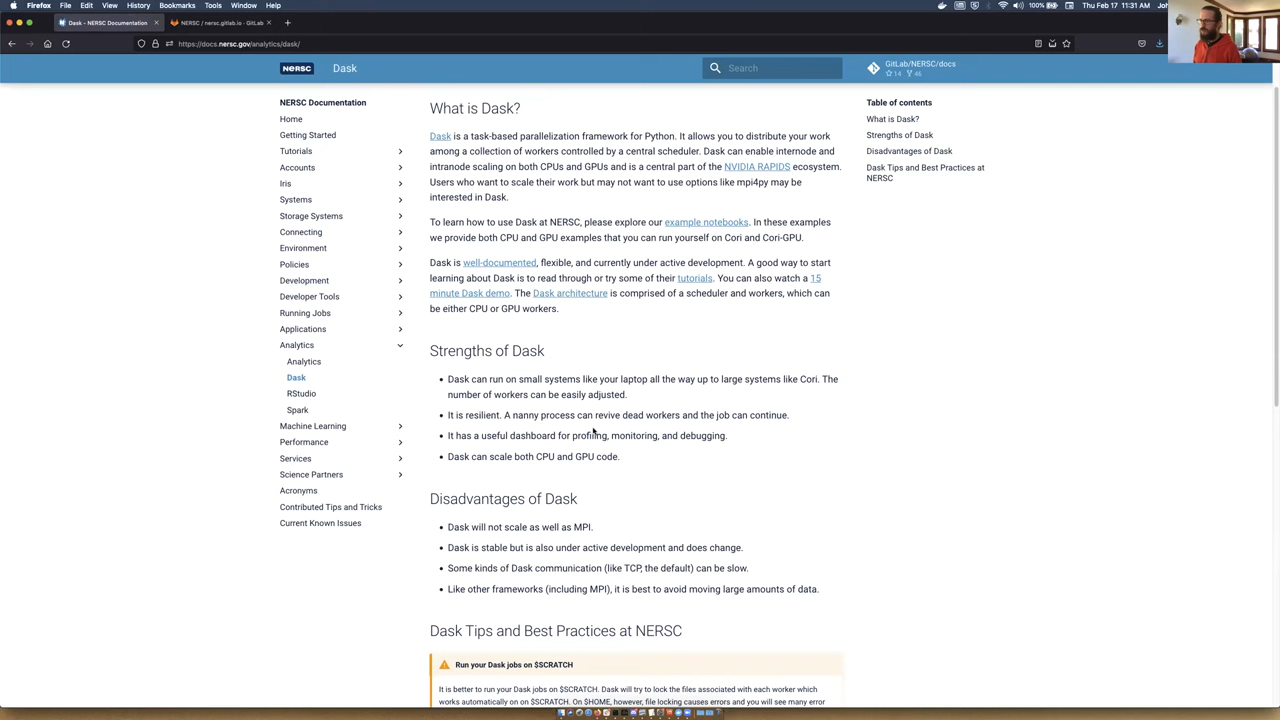 Firefox File Edit View History Bookmarks Tools Window Help
100% Thu Feb 17 11:31 AM
Dask - NERSC Documentation
NERSC / nersc.gitlab.io · GitLab
https://docs.nersc.gov/analytics/dask/
NERSC Dask
Search
GitLab/NERSC/docs
14 46
NERSC Documentation
Home
Getting Started
Tutorials
Accounts
Iris
Systems
Storage Systems
Connecting
Environment
Policies
Development
Developer Tools
Running Jobs
Applications
Analytics
Analytics
Dask
RStudio
Spark
Machine Learning
Performance
Services
Science Partners
Acronyms
Contributed Tips and Tricks
Current Known Issues
What is Dask?
Dask is a task-based parallelization framework for Python. It allows you to distribute your work
among a collection of workers controlled by a central scheduler. Dask can enable internode and
intranode scaling on both CPUs and GPUs and is a central part of the NVIDIA RAPIDS ecosystem.
Users who want to scale their work but may not want to use options like mpi4py may be
interested in Dask.
To learn how to use Dask at NERSC, please explore our example notebooks. In these examples
we provide both CPU and GPU examples that you can run yourself on Cori and Cori-GPU.
Dask is well-documented, flexible, and currently under active development. A good way to start
learning about Dask is to read through or try some of their tutorials. You can also watch a 15
minute Dask demo. The Dask architecture is comprised of a scheduler and workers, which can
be either CPU or GPU workers.
Strengths of Dask
• Dask can run on small systems like your laptop all the way up to large systems like Cori. The
number of workers can be easily adjusted.
• It is resilient. A nanny process can revive dead workers and the job can continue.
• It has a useful dashboard for profiling, monitoring, and debugging.
• Dask can scale both CPU and GPU code.
Disadvantages of Dask
• Dask will not scale as well as MPI.
• Dask is stable but is also under active development and does change.
• Some kinds of Dask communication (like TCP, the default) can be slow.
• Like other frameworks (including MPI), it is best to avoid moving large amounts of data.
Dask Tips and Best Practices at NERSC
Run your Dask jobs on $SCRATCH
It is better to run your Dask jobs on $SCRATCH. Dask will try to lock the files associated with each worker which
works automatically on on $SCRATCH. On $HOME, however, file locking causes errors and you will see many error
Table of contents
What is Dask?
Strengths of Dask
Disadvantages of Dask
Dask Tips and Best Practices at
NERSC